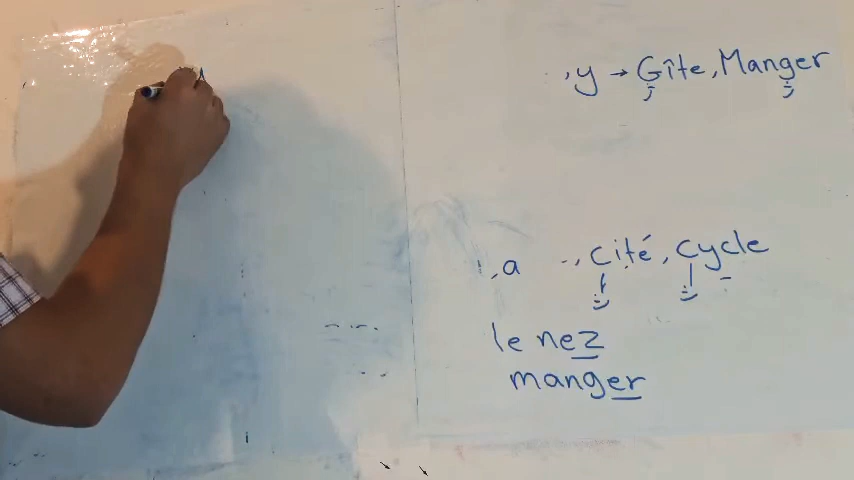 , y → Gîte, Manger
, a , Cité, Cycle
le nez
manger